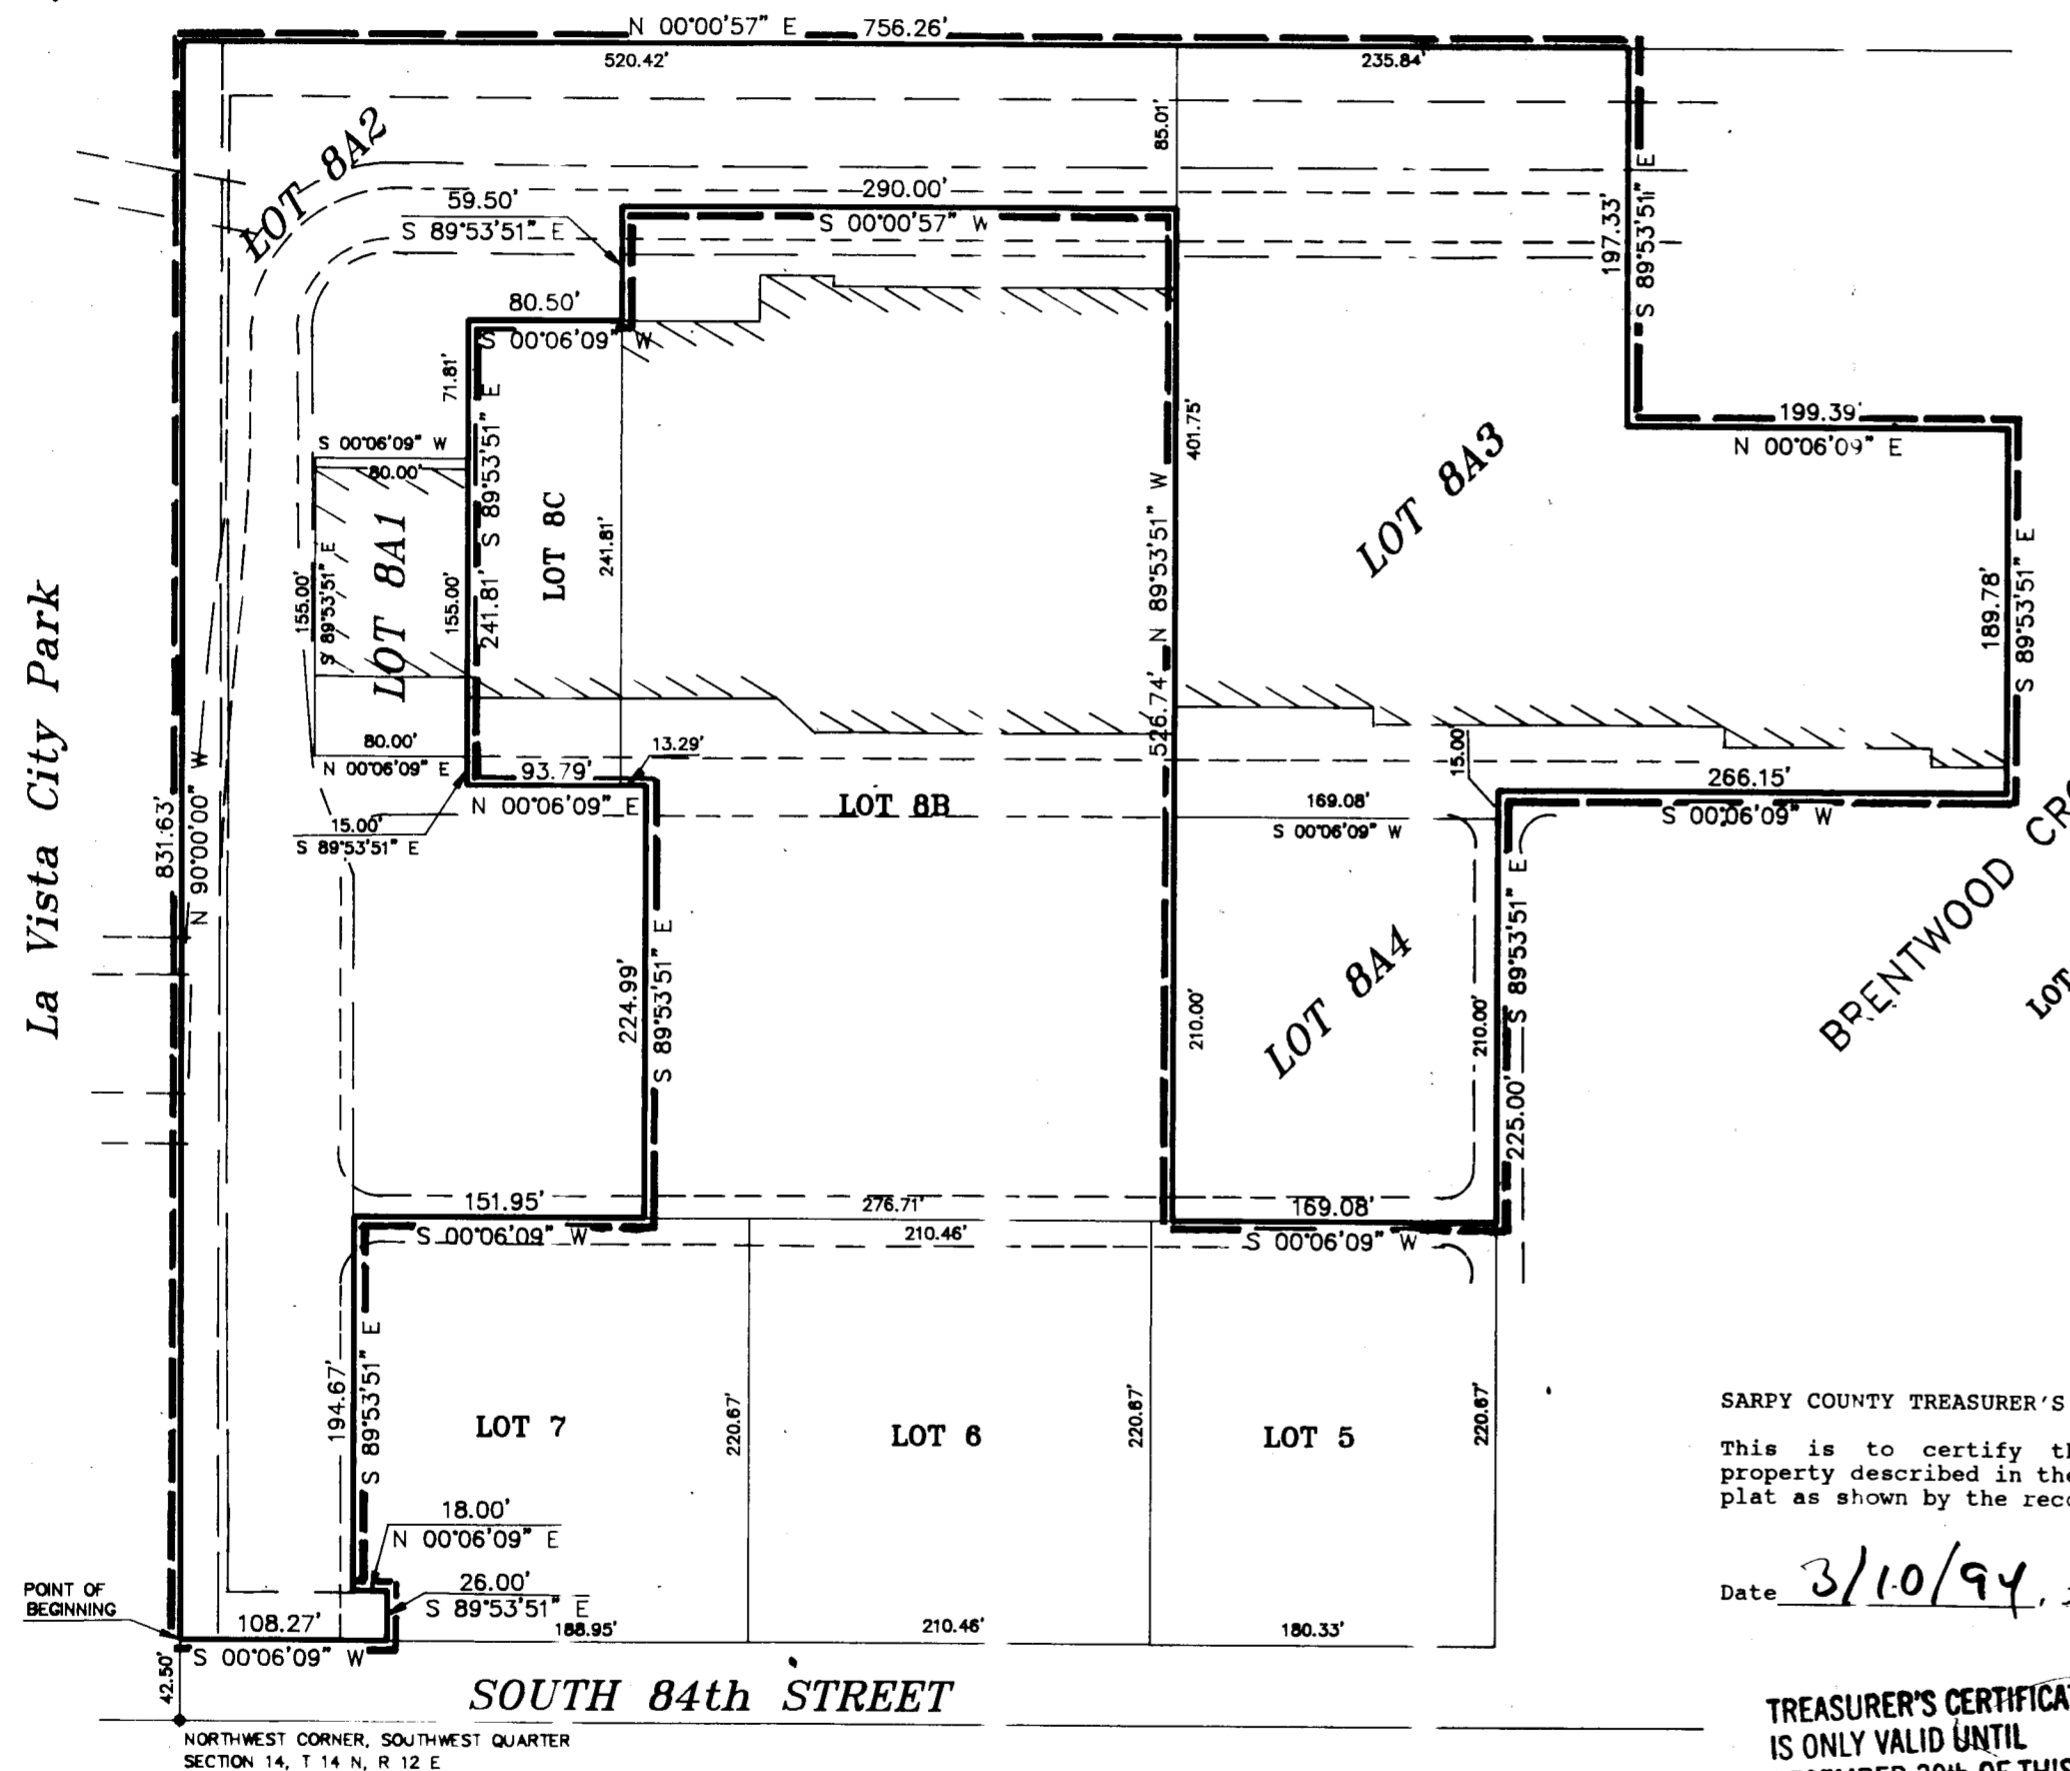 N 00°00'57" E 756.26'
520.42'
235.84'
LOT 8A2
85.01'
59.50'
S 89°53'51" E
290.00'
S 00°00'57" W
197.33'
S 89°53'51" E
80.50'
S 00°06'09" W
71.81'
S 89°53'51" E
241.81'
S 00°06'09" W
80.00'
LOT 8A1
155.00'
S 89°53'51" E
155.00'
LOT 8C
241.81'
401.75'
N 89°53'51" W
526.74'
LOT 8A3
199.39'
N 00°06'09" E
189.78'
S 89°53'51" E
La Vista City Park
831.63'
N 90°00'00" W
80.00'
N 00°06'09" E
93.79'
N 00°06'09" E
13.29'
15.00'
S 89°53'51" E
LOT 8B
15.00'
169.08'
S 00°06'09" W
266.15'
S 00°06'09" W
BRENTWOOD
LOT
224.99'
S 89°53'51" E
210.00'
LOT 8A4
210.00'
S 89°53'51" E
225.00'
151.95'
S 00°06'09" W
276.71'
210.46'
169.08'
S 00°06'09" W
194.67'
S 89°53'51" E
LOT 7
220.67'
LOT 6
220.67'
LOT 5
220.67'
18.00'
N 00°06'09" E
26.00'
S 89°53'51" E
POINT OF
BEGINNING
108.27'
S 00°06'09" W
188.95'
210.46'
180.33'
42.50'
SOUTH 84th STREET
NORTHWEST CORNER, SOUTHWEST QUARTER
SECTION 14, T 14 N, R 12 E
SARPY COUNTY TREASURER'S
This is to certify
property described in the
plat as shown by the
Date 3/10/94,
TREASURER'S
IS ONLY VALID UNTIL
OF THIS